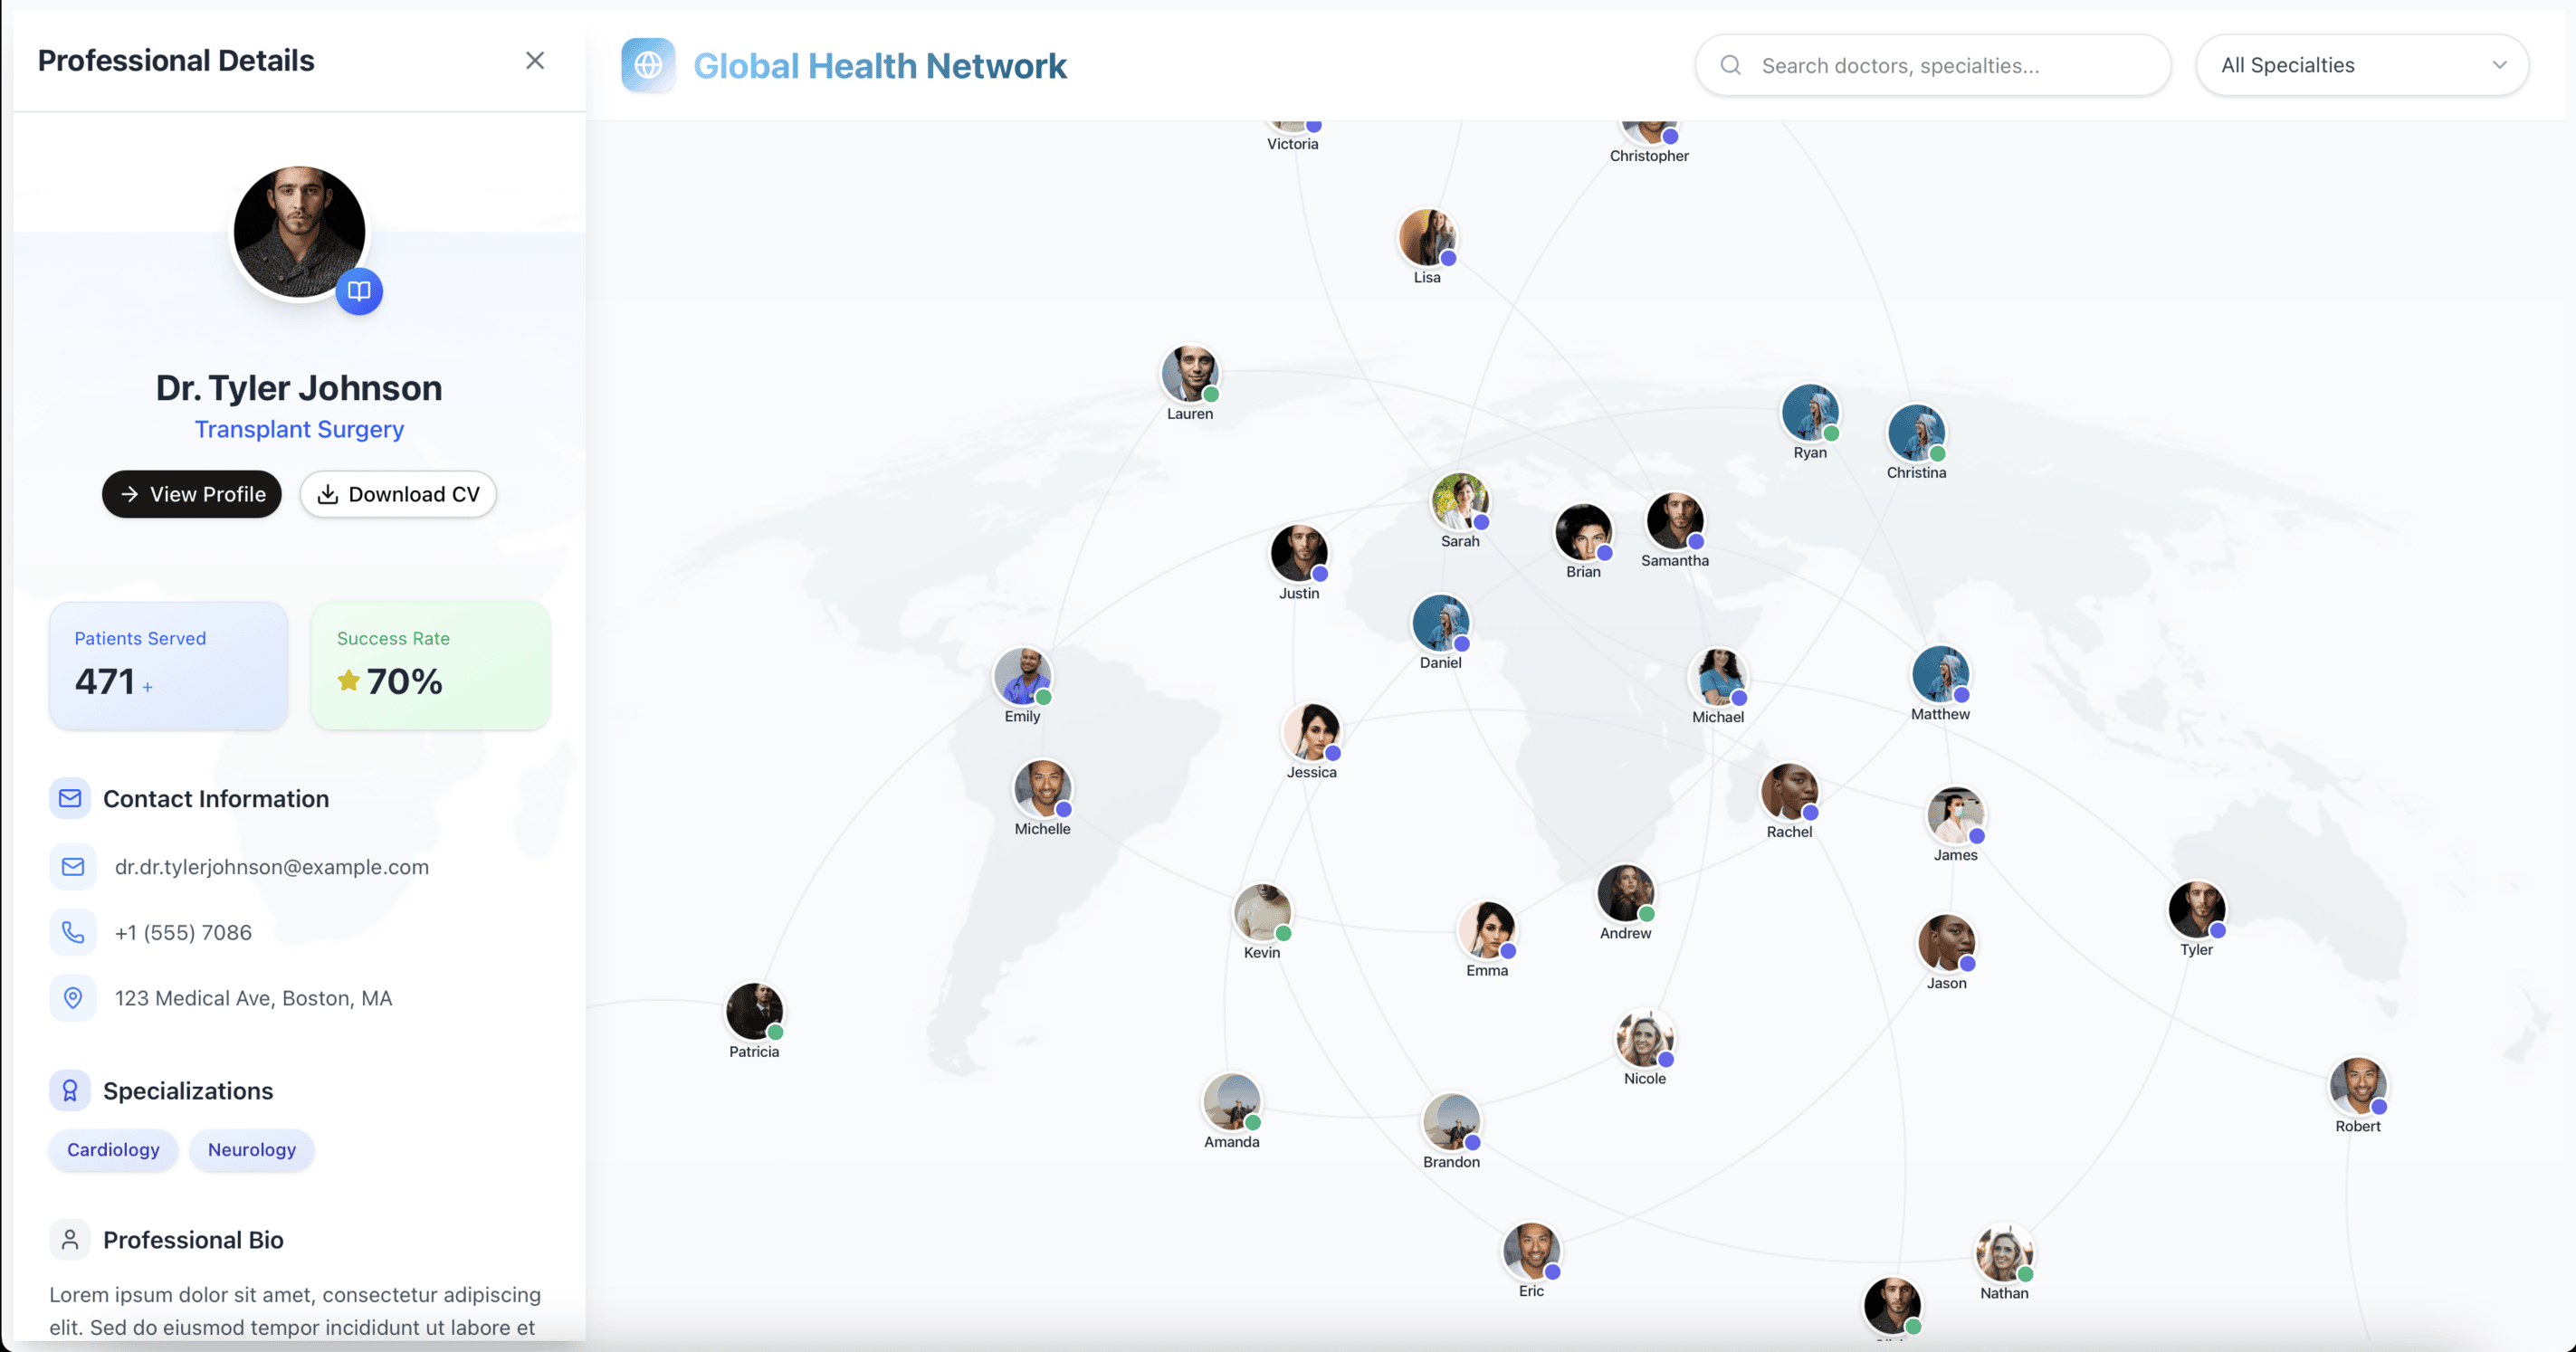 Professional Details
Global Health Network
Search doctors, specialties...
All Specialties
Dr. Tyler Johnson
Transplant Surgery
View Profile
Download CV
Patients Served
471 +
Success Rate
70%
Contact Information
dr.dr.tylerjohnson@example.com
+1 (555) 7086
123 Medical Ave, Boston, MA
Specializations
Cardiology
Neurology
Professional Bio
Lorem ipsum dolor sit amet, consectetur adipiscing
elit. Sed do eiusmod tempor incididunt ut labore et
Victoria
Christopher
Lisa
Lauren
Ryan
Christina
Sarah
Brian
Samantha
Justin
Daniel
Emily
Michael
Matthew
Jessica
Michelle
Rachel
James
Kevin
Andrew
Emma
Tyler
Jason
Patricia
Nicole
Amanda
Brandon
Robert
Eric
Nathan